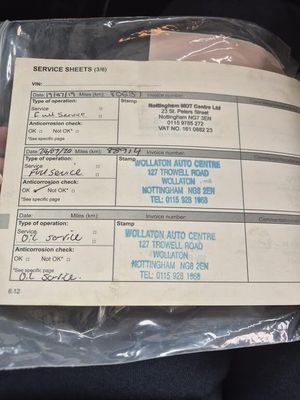 SERVICE SHEETS (3/6)
VIN:
Date: 19/07/19 Miles (km): Invoice number:
Type of operation: Stamp
Service
Full Service
Anticorrosion check:
OK Not OK*
*See specific page
Nottingham MOT Centre Ltd
23 St. Peters Street
Nottingham NG7 3EN
0115 9785 272
VAT NO. 161 0882 23
Date: 24/07/20 Miles (km): 83914 Invoice number:
Type of operation: Stamp
Service
Full Service
Anticorrosion check:
OK Not OK*
*See specific page
WOLLATON AUTO CENTRE
127 TROWELL ROAD
WOLLATON
NOTTINGHAM NG8 2EN
TEL: 0115 928 1868
Date: Miles (km): Invoice number:
Type of operation: Stamp
Service
Oil Service
Anticorrosion check:
OK Not OK*
*See specific page
Oil Service.
WOLLATON AUTO CENTRE
127 TROWELL ROAD
WOLLATON
NOTTINGHAM NG8 2EN
TEL: 0115 928 1868
6.12